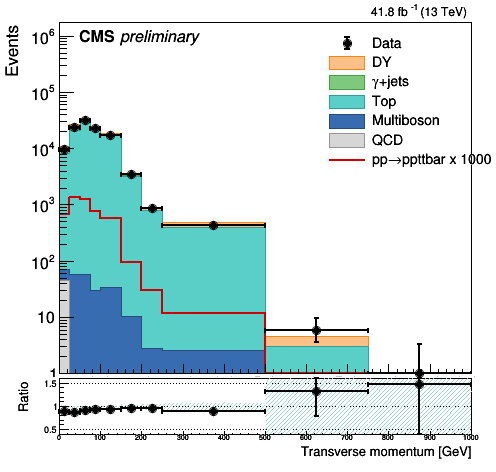 41.8 fb⁻¹ (13 TeV)
CMS preliminary
Events
10⁶
10⁵
10⁴
10³
10²
10
1
Data
DY
γ+jets
Top
Multiboson
QCD
pp→ppttbar x 1000
Ratio
1.5
1
0.5
0 100 200 300 400 500 600 700 800 900 1000
Transverse momentum [GeV]